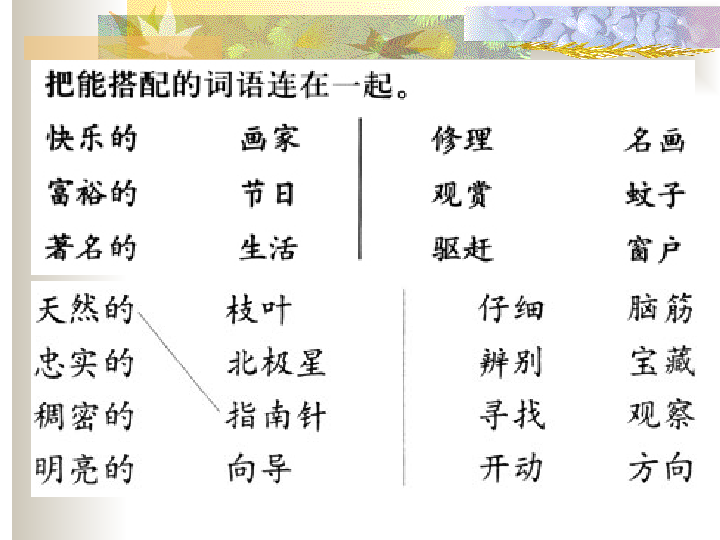 把能搭配的词语连在一起。
快乐的 画家 修理 名画
富裕的 节日 观赏 蚊子
著名的 生活 驱赶 窗户
天然的 枝叶 仔细 脑筋
忠实的 北极星 辨别 宝藏
稠密的 指南针 寻找 观察
明亮的 向导 开动 方向